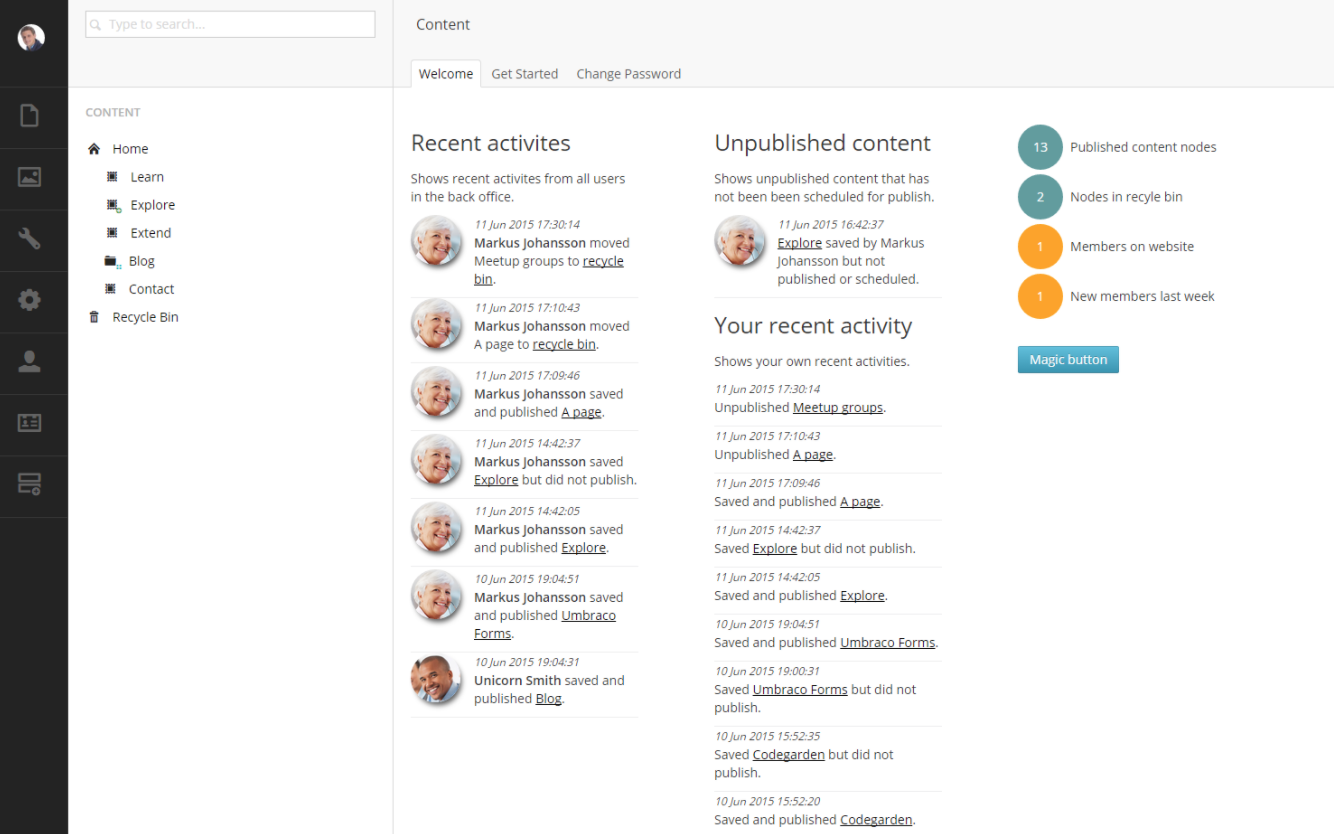 Type to search...
Content
Welcome
Get Started
Change Password
CONTENT
Home
Learn
Explore
Extend
Blog
Contact
Recycle Bin
Recent activites
Shows recent activites from all users
in the back office.
11 Jun 2015 17:30:14
Markus Johansson moved
Meetup groups to recycle
bin.
11 Jun 2015 17:10:43
Markus Johansson moved
A page to recycle bin.
11 Jun 2015 17:09:46
Markus Johansson saved
and published A page.
11 Jun 2015 14:42:37
Markus Johansson saved
Explore but did not publish.
11 Jun 2015 14:42:05
Markus Johansson saved
and published Explore.
10 Jun 2015 19:04:51
Markus Johansson saved
and published Umbraco
Forms.
10 Jun 2015 19:04:31
Unicorn Smith saved and
published Blog.
Unpublished content
Shows unpublished content that has
not been been scheduled for publish.
11 Jun 2015 16:42:37
Explore saved by Markus
Johansson but not
published or scheduled.
Your recent activity
Shows your own recent activities.
11 Jun 2015 17:30:14
Unpublished Meetup groups.
11 Jun 2015 17:10:43
Unpublished A page.
11 Jun 2015 17:09:46
Saved and published A page.
11 Jun 2015 14:42:37
Saved Explore but did not publish.
11 Jun 2015 14:42:05
Saved and published Explore.
10 Jun 2015 19:04:51
Saved and published Umbraco Forms.
10 Jun 2015 19:00:31
Saved Umbraco Forms but did not
publish.
10 Jun 2015 15:52:35
Saved Codegarden but did not
publish.
10 Jun 2015 15:52:20
Saved and published Codegarden.
13 Published content nodes
2 Nodes in recyle bin
1 Members on website
1 New members last week
Magic button